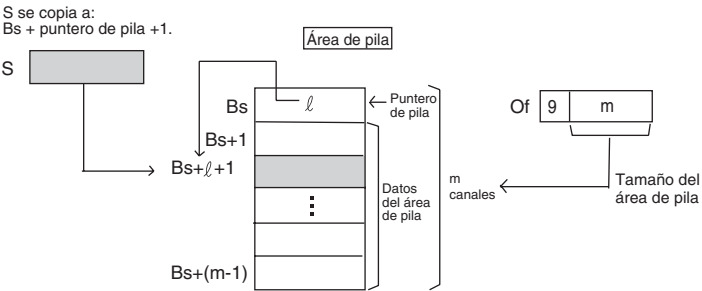 S se copia a:
Bs + puntero de pila +1.
Área de pila
S
Bs
ℓ
Puntero
de pila
Of
9
m
Bs+1
Bs+ℓ+1
Datos
del área
de pila
m
canales
Tamaño del
área de pila
Bs+(m-1)